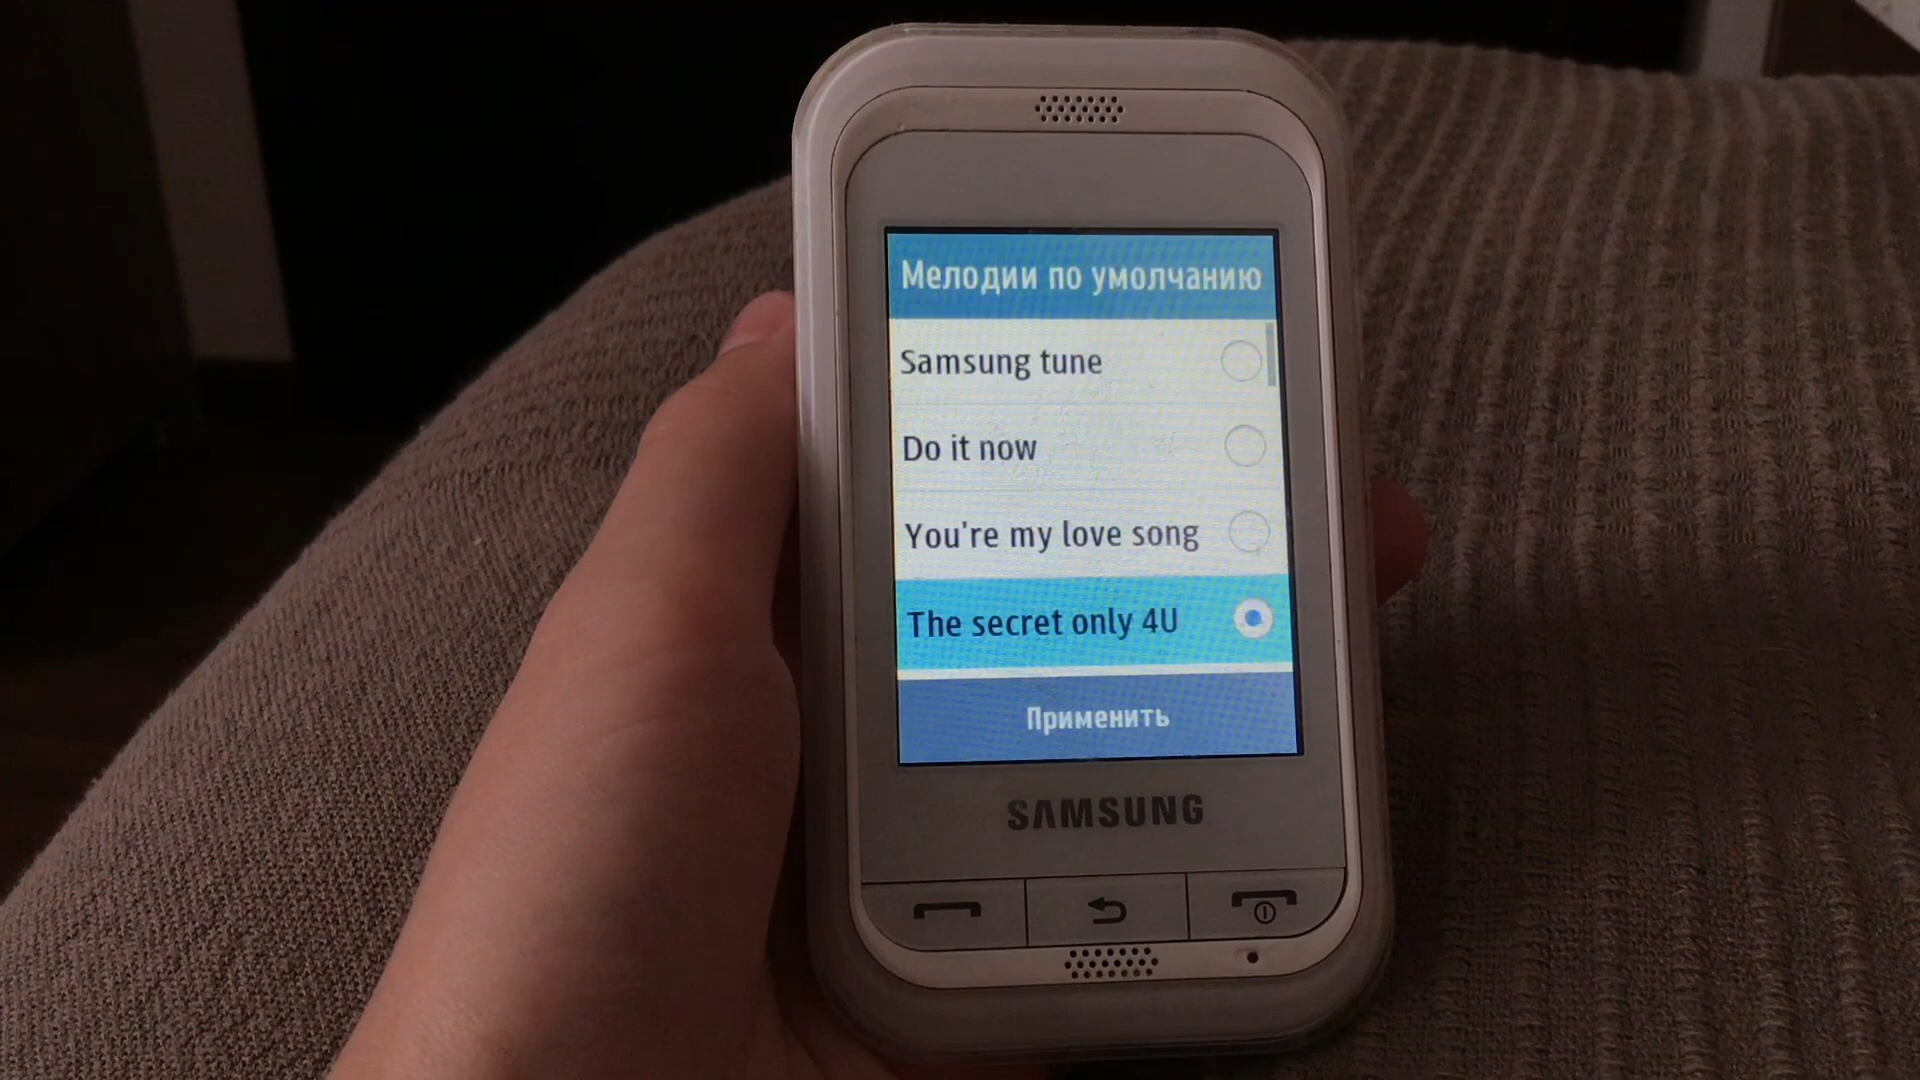 Мелодии по умолчанию
Samsung tune
Do it now
You're my love song
The secret only 4U
Применить
SAMSUNG